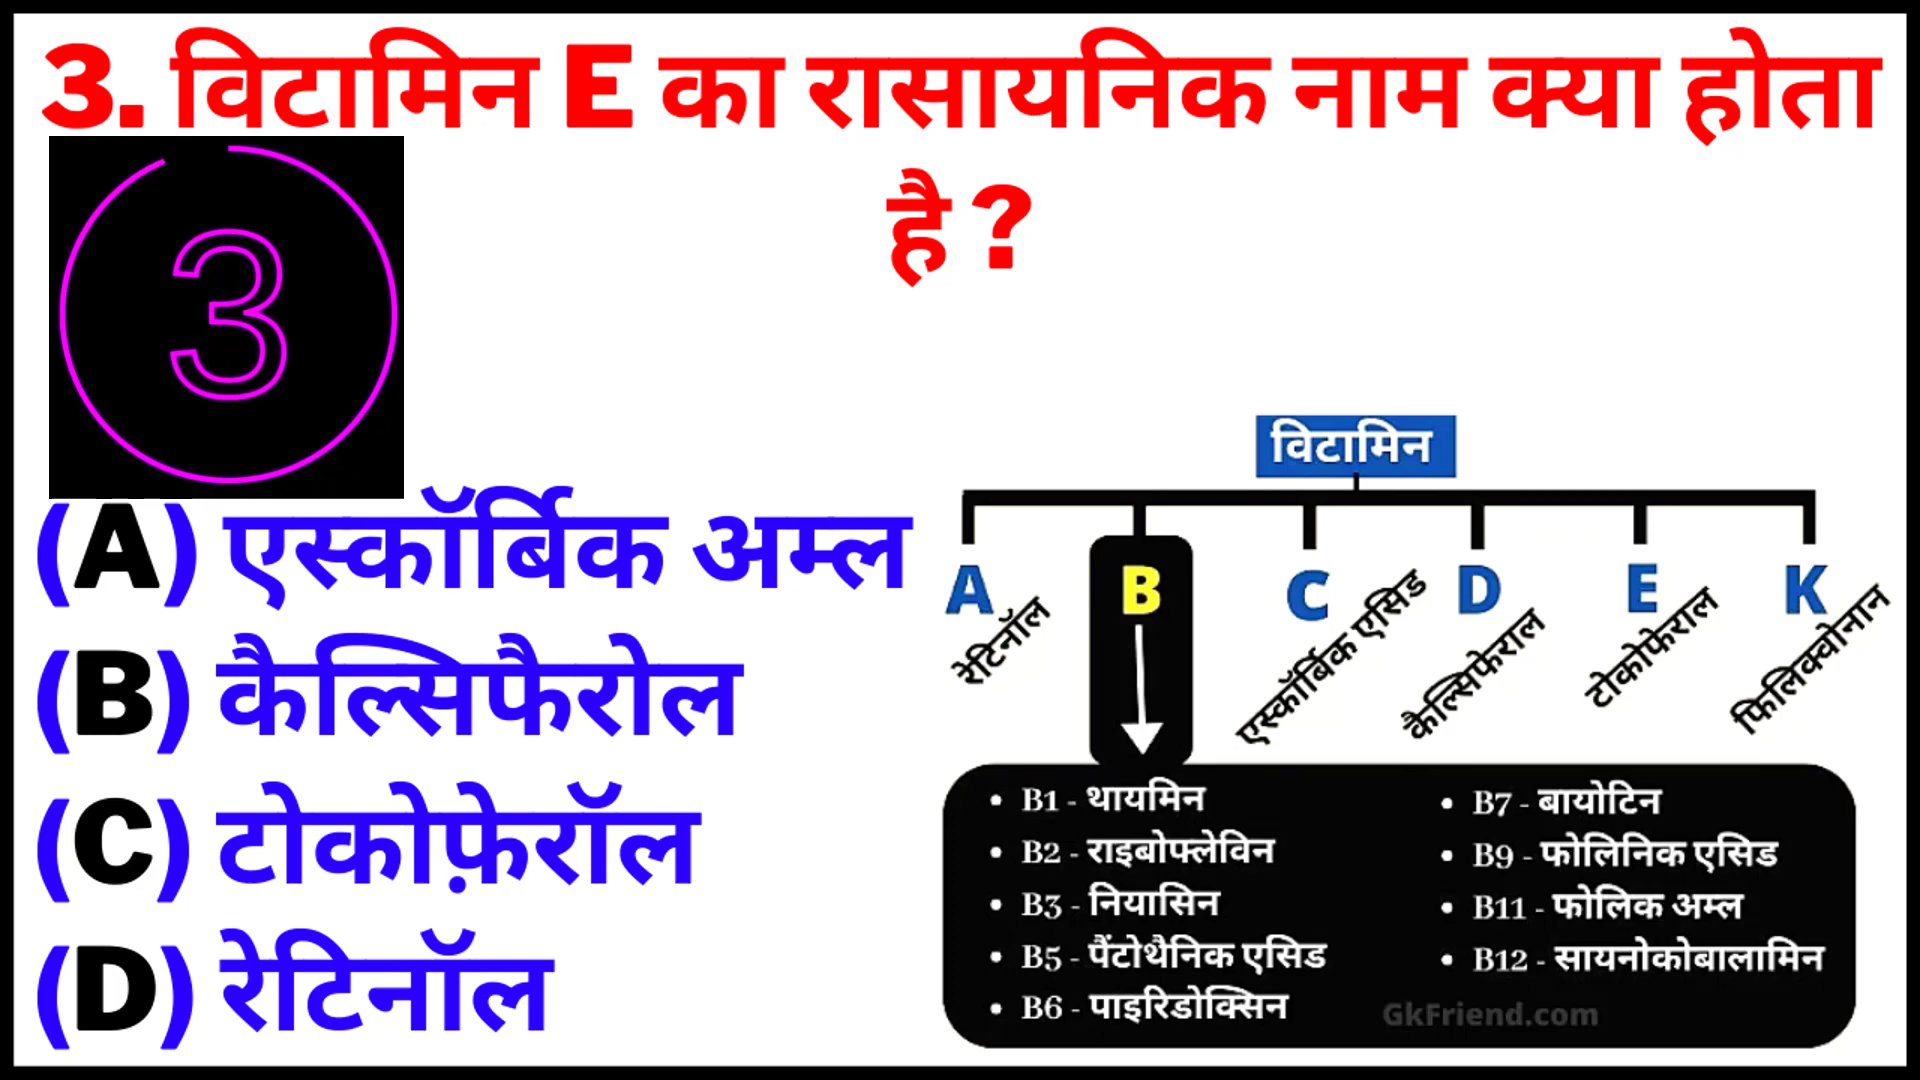 3. विटामिन E का रासायनिक नाम क्या होता
है ?
3
(A) एस्कॉर्बिक अम्ल
(B) कैल्सिफैरोल
(C) टोकोफ़ेरॉल
(D) रेटिनॉल
विटामिन
A B C D E K
रेटिनॉल
एस्कॉर्बिक एसिड
कैल्सिफेराल
टोकोफेराल
फिलिक्वोनान
• B1 - थायमिन
• B2 - राइबोफ्लेविन
• B3 - नियासिन
• B5 - पैंटोथैनिक एसिड
• B6 - पाइरिडोक्सिन
• B7 - बायोटिन
• B9 - फोलिनिक एसिड
• B11 - फोलिक अम्ल
• B12 - सायनोकोबालामिन
GkFriend.com